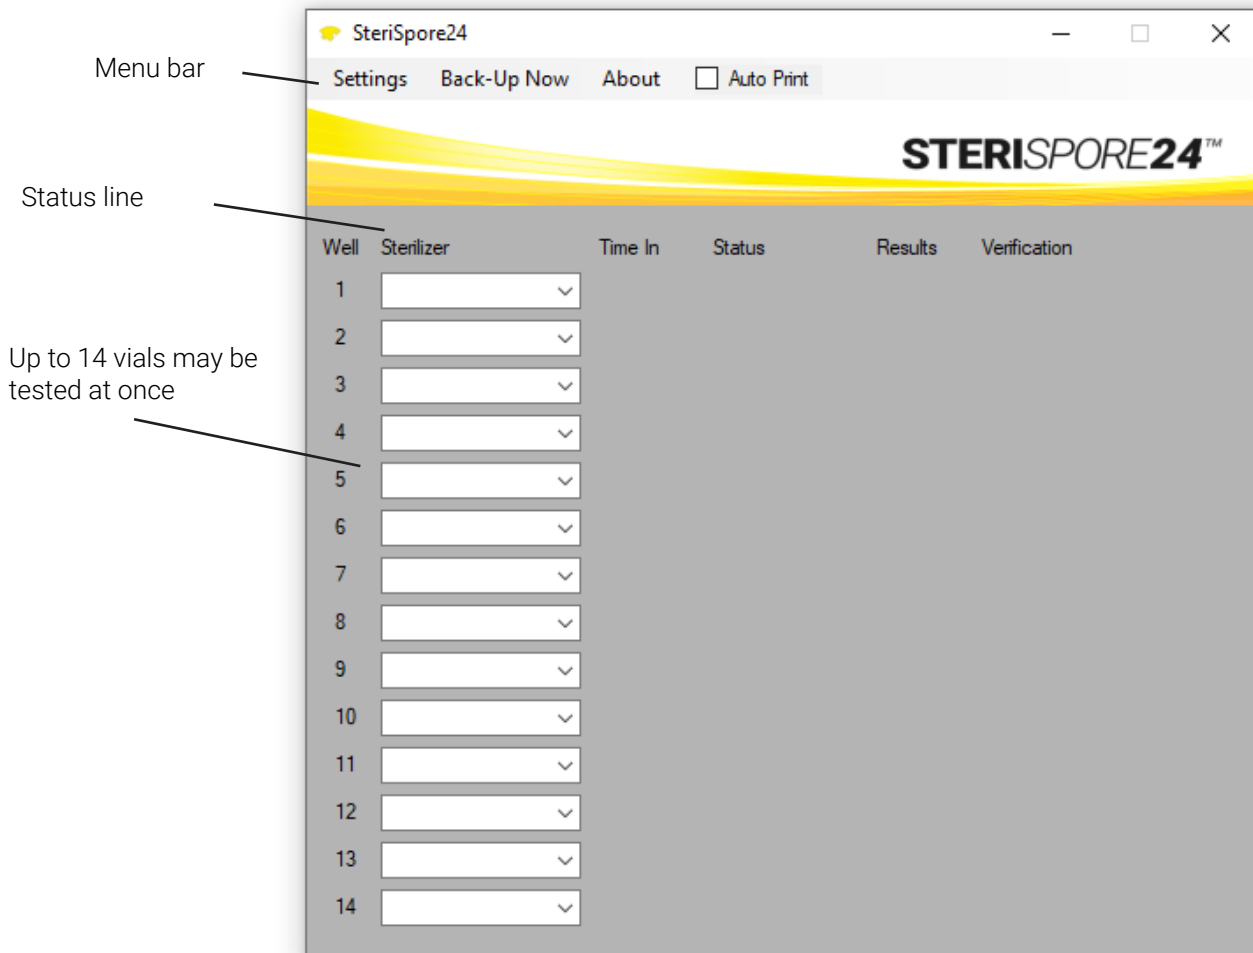 SteriSpore24
Menu bar
Settings Back-Up Now About Auto Print
STERISPORE24™
Status line
Well Sterilizer Time In Status Results Verification
1
2
Up to 14 vials may be
tested at once
3
4
5
6
7
8
9
10
11
12
13
14